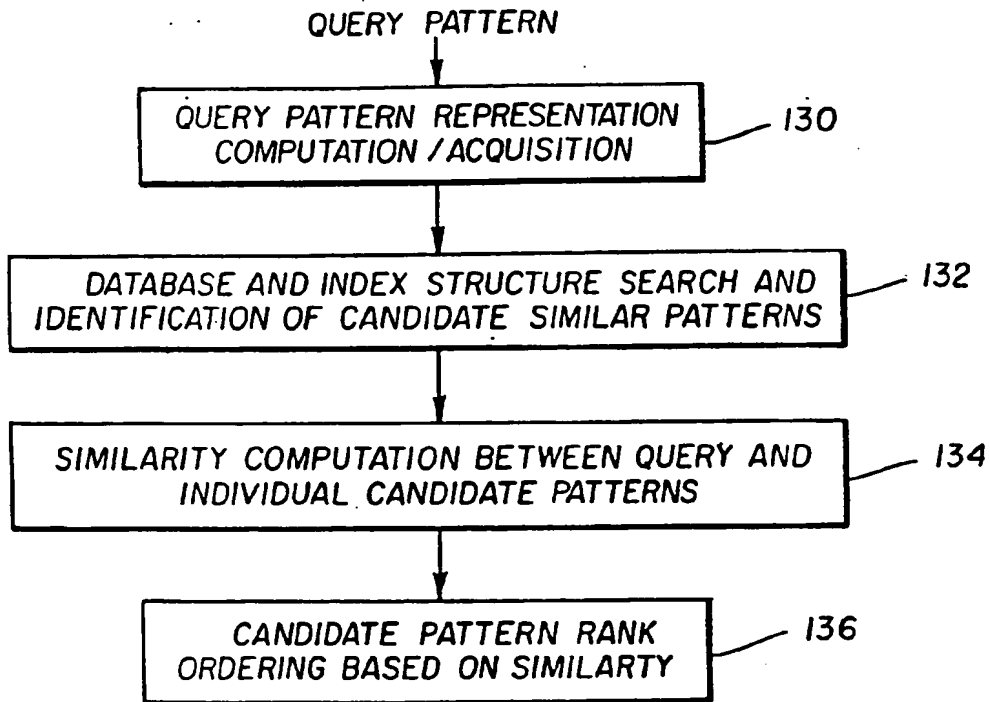 QUERY PATTERN
QUERY PATTERN REPRESENTATION
COMPUTATION / ACQUISITION
130
DATABASE AND INDEX STRUCTURE SEARCH AND
IDENTIFICATION OF CANDIDATE SIMILAR PATTERNS
132
SIMILARITY COMPUTATION BETWEEN QUERY AND
INDIVIDUAL CANDIDATE PATTERNS
134
CANDIDATE PATTERN RANK
ORDERING BASED ON SIMILARTY
136